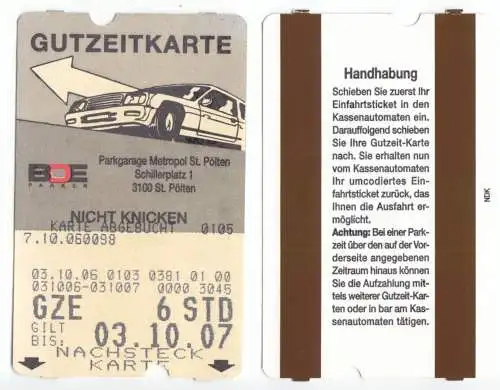 GUTZEITKARTE
Parkgarage Metropol St. Pölten
Schillerplatz 1
3100 St. Pölten
BOE
PARKEN
NICHT KNICKEN
KARTE ABGEBUCHT 0105
7.10.060098
03.10.06 0103 0381 01 00
031006-031007 0000 3045
GZE 6 STD
GILT
BIS: 03.10.07
NACHSTECK
KARTE
Handhabung
Schieben Sie zuerst Ihr
Einfahrtsticket in den
Kassenautomaten ein.
Darauffolgend schieben
Sie Ihre Gutzeit-Karte
nach. Sie erhalten nun
vom Kassenautomaten
Ihr umcodiertes Ein-
fahrtsticket zurück, das
Ihnen die Ausfahrt er-
möglicht.
Achtung: Bei einer Park-
zeit über den auf der Vor-
derseite angegebenen
Zeitraum hinaus können
Sie die Aufzahlung mit-
tels weiterer Gutzeit-Kar-
ten oder in bar am Kas-
senautomaten tätigen.
NDK